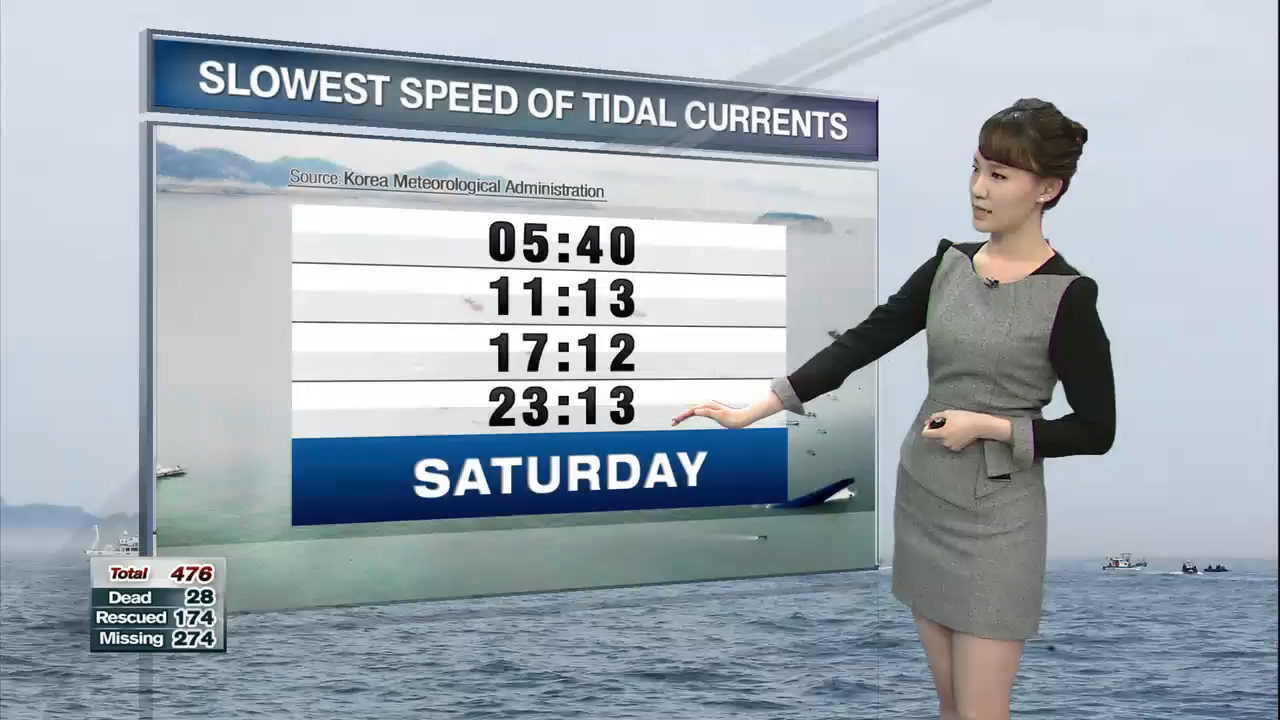 SLOWEST SPEED OF TIDAL CURRENTS
Source: Korea Meteorological Administration
05:40
11:13
17:12
23:13
SATURDAY
Total 476
Dead 28
Rescued 174
Missing 274